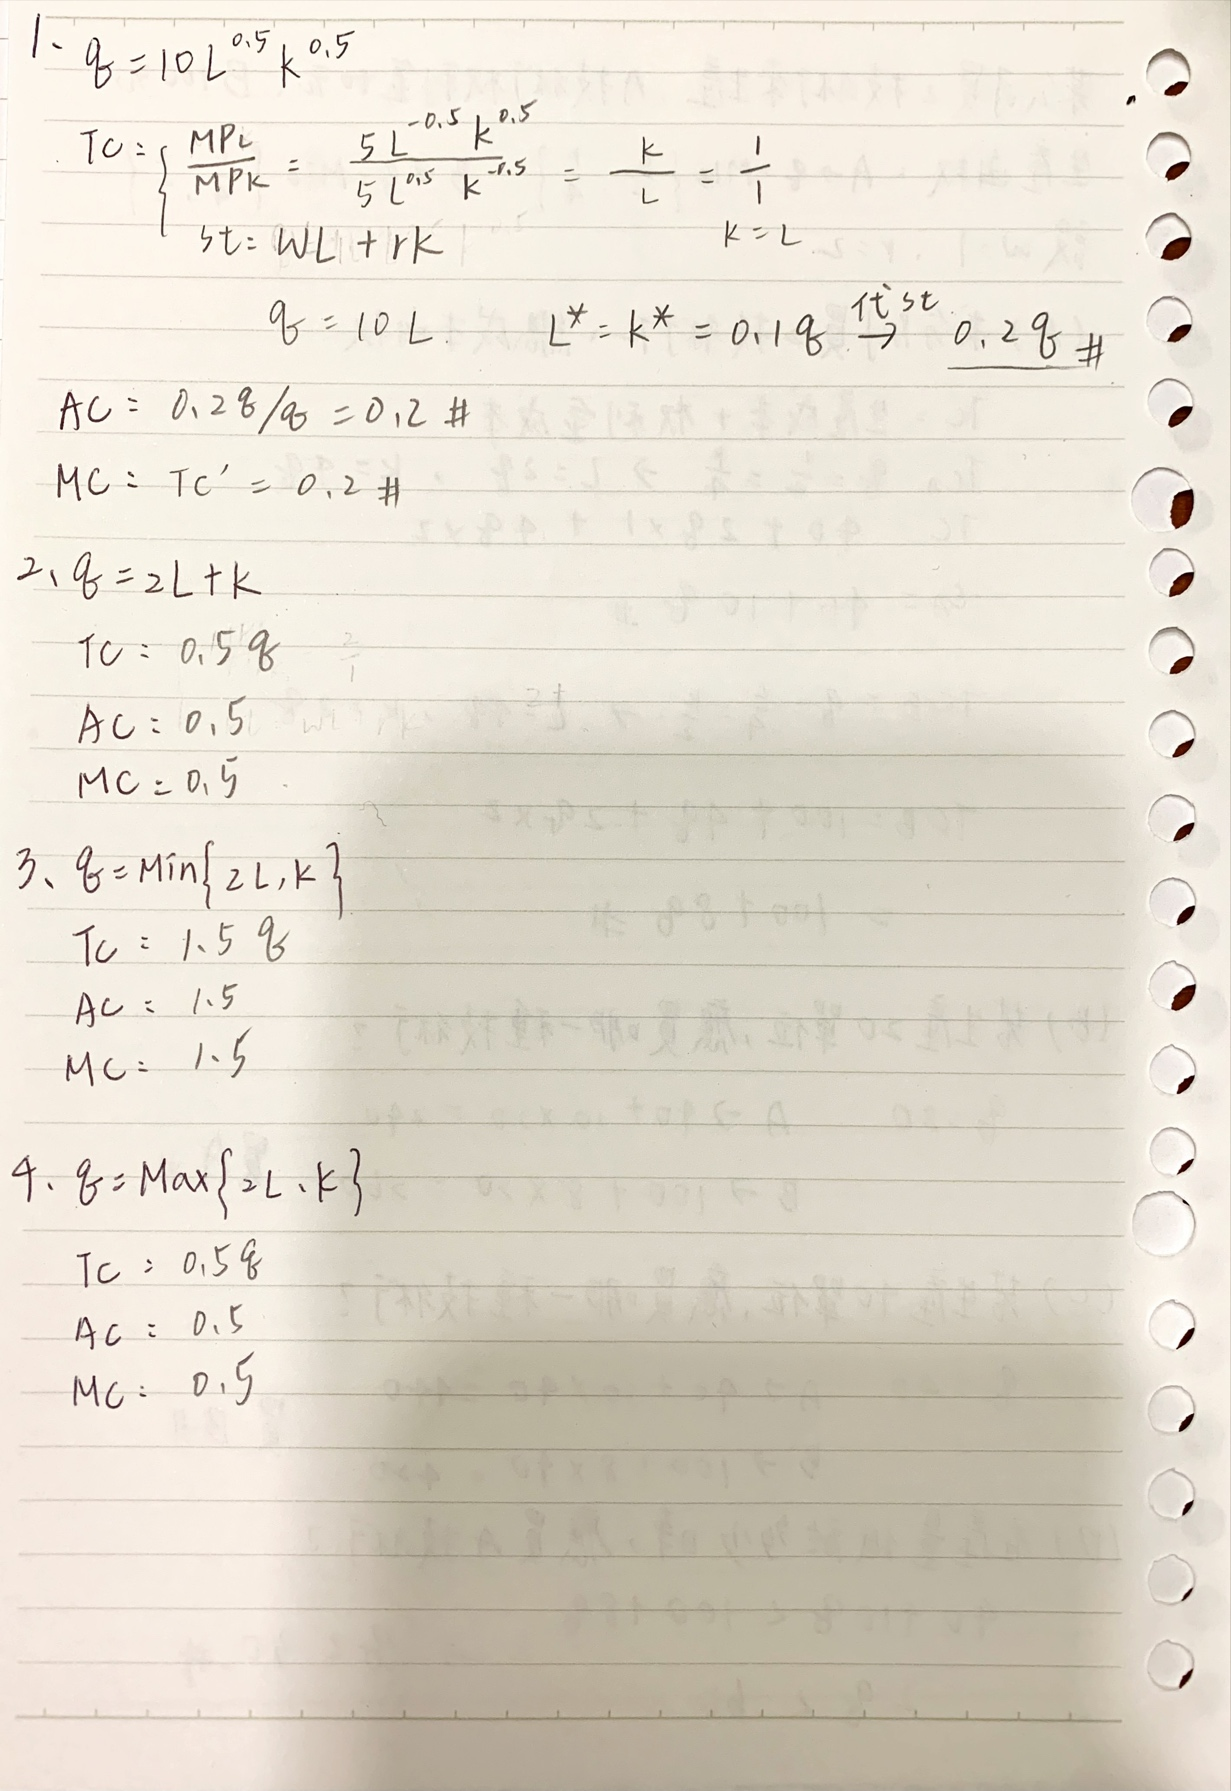 1. q = 10 L^0.5 k^0.5
TC: { MPL/MPK = 5L^-0.5 k^0.5 / 5L^0.5 k^-0.5 = k/L = 1/1
st: WL + rk    k = L
q = 10 L.  L* = k* = 0.1q 代st → 0.2q #
AC = 0.2q/q = 0.2 #
MC = TC' = 0.2 #
2、q = 2L + k
TC: 0.5q
AC: 0.5
MC: 0.5
3、q = Min{2L, k}
TC: 1.5 q
AC: 1.5
MC: 1.5
4. q = Max{2L、k}
TC: 0.5q
AC: 0.5
MC: 0.5